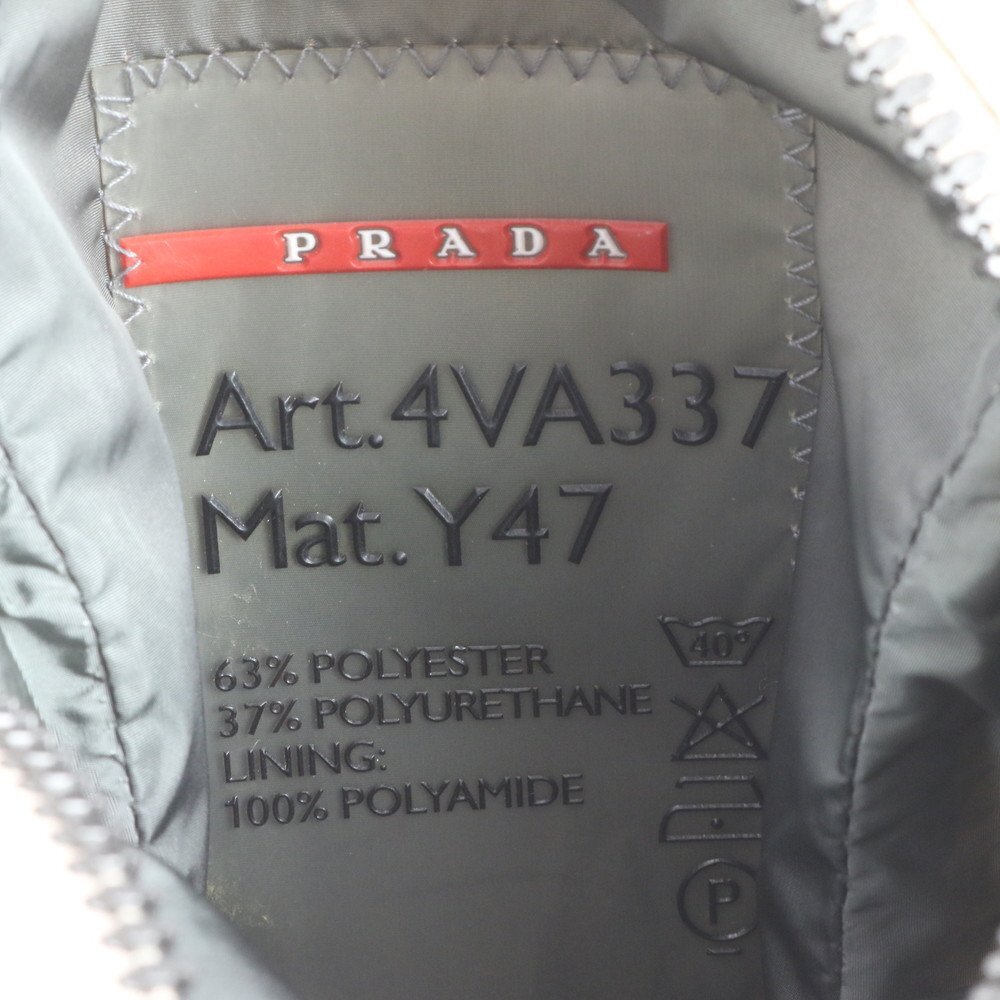 PRADA
Art.4VA337
Mat.Y47
63% POLYESTER
37% POLYURETHANE
LINING:
100% POLYAMIDE
40°
P